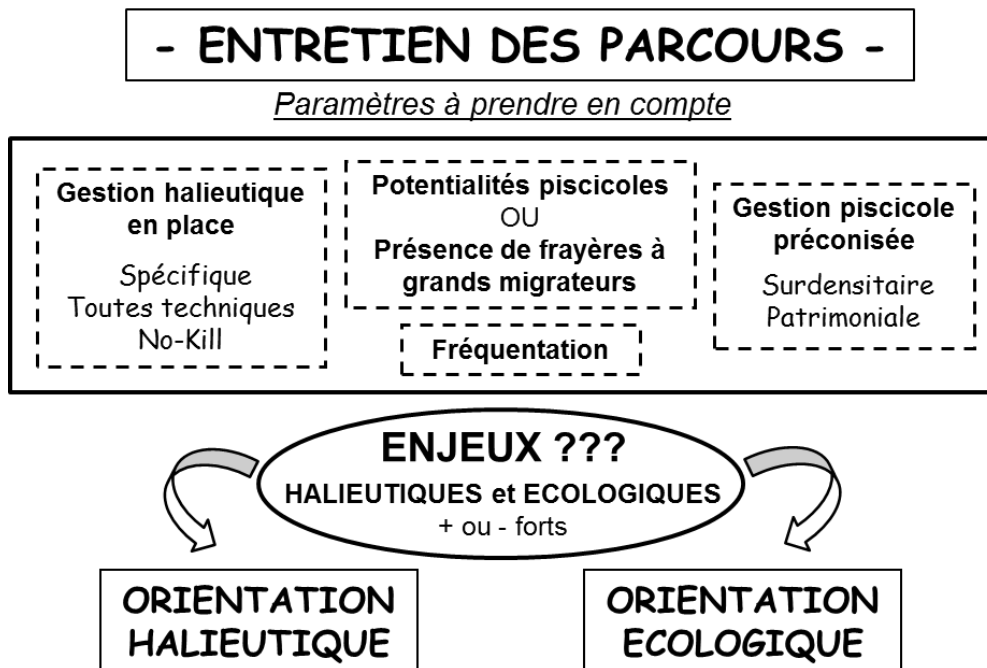 - ENTRETIEN DES PARCOURS -
Paramètres à prendre en compte
Gestion halieutique
en place
Spécifique
Toutes techniques
No-Kill
Potentialités piscicoles
OU
Présence de frayères à
grands migrateurs
Fréquentation
Gestion piscicole
préconisée
Surdensitaire
Patrimoniale
ENJEUX ???
HALIEUTIQUES et ECOLOGIQUES
+ ou - forts
ORIENTATION
HALIEUTIQUE
ORIENTATION
ECOLOGIQUE